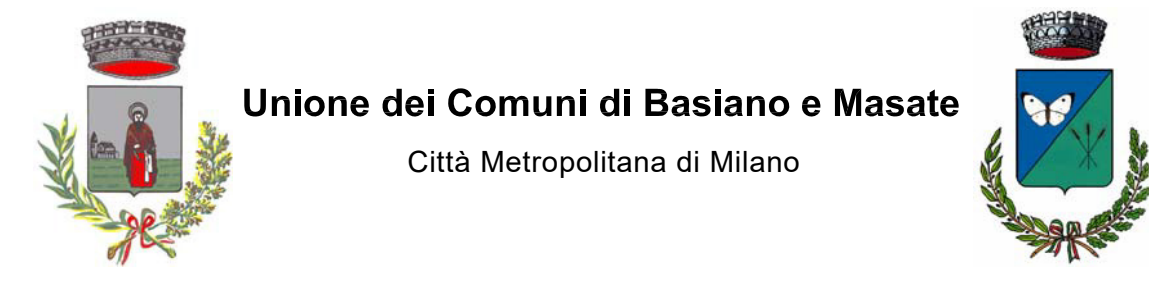 Unione dei Comuni di Basiano e Masate
Città Metropolitana di Milano